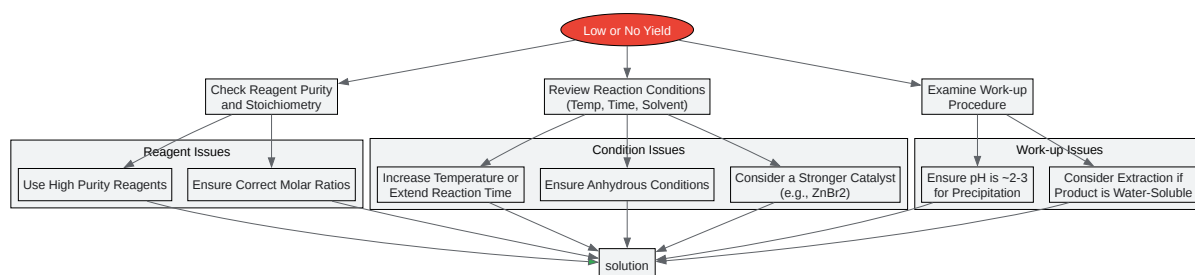 Low or No Yield
Check Reagent Purity
and Stoichiometry
Review Reaction Conditions
(Temp, Time, Solvent)
Examine Work-up
Procedure
Reagent Issues
Condition Issues
Work-up Issues
Use High Purity Reagents
Ensure Correct Molar Ratios
Increase Temperature or
Extend Reaction Time
Ensure Anhydrous Conditions
Consider a Stronger Catalyst
(e.g., ZnBr2)
Ensure pH is ~2-3
for Precipitation
Consider Extraction if
Product is Water-Soluble
solution